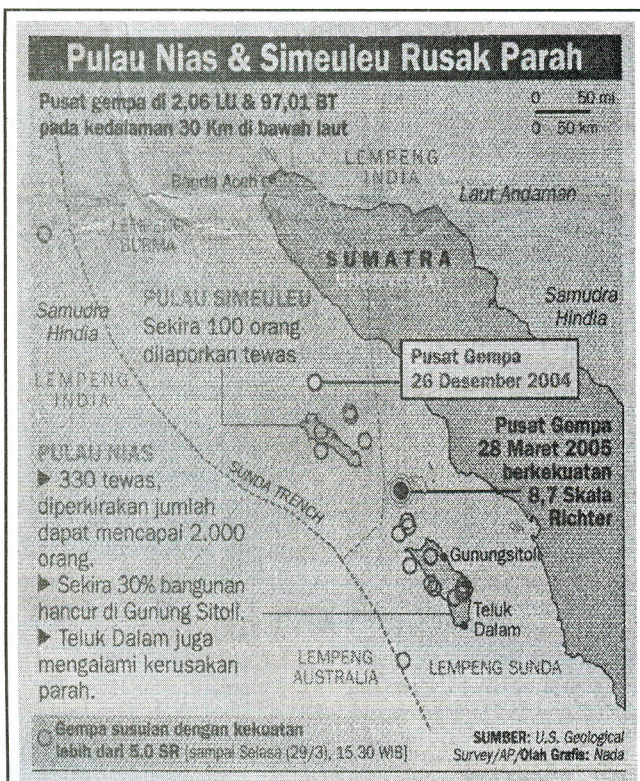 Pulau Nias & Simeuleu Rusak Parah
Pusat gempa di 2,06 LU & 97,01 BT
pada kedalaman 30 Km di bawah laut
0 50 mi
0 50 km
LEMPENG
INDIA
Banda Aceh
Laut Andaman
LEMPENG
BURMA
SUMATRA
Samudra
Hindia
PULAU SIMEULEU
Sekira 100 orang
dilaporkan tewas
Samudra
Hindia
LEMPENG
INDIA
Pusat Gempa
26 Desember 2004
Pusat Gempa
28 Maret 2005
berkekuatan
8,7 Skala
Richter
PULAU NIAS
▶ 330 tewas,
diperkirakan jumlah
dapat mencapai 2.000
orang.
▶ Sekira 30% bangunan
hancur di Gunung Sitoli.
▶ Teluk Dalam juga
mengalami kerusakan
parah.
SUNDA TRENCH
Gunungsitoli
Teluk
Dalam
LEMPENG
AUSTRALIA
LEMPENG SUNDA
Gempa susulan dengan kekuatan
lebih dari 5.0 SR [sampai Selasa (29/3), 15.30 WIB]
SUMBER: U.S. Geological
Survey/AP/Olah Grafis: Nada